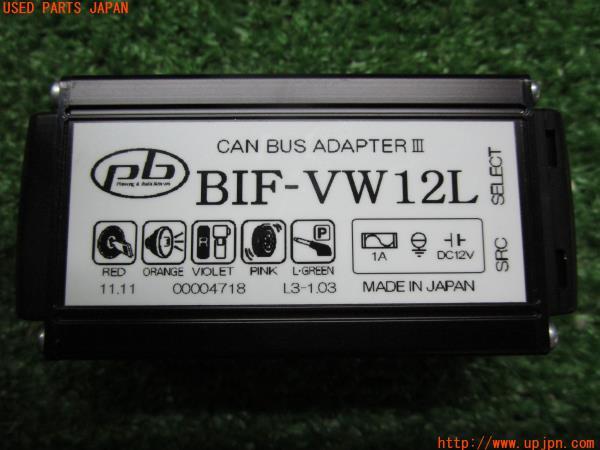 USED PARTS JAPAN
CAN BUS ADAPTER III
pb
BIF-VW12L
SRC SELECT
R
P
1A
DC12V
RED ORANGE VIOLET PINK L·GREEN
11.11 00004718 L3-1.03 MADE IN JAPAN
http://www.upjpn.com/